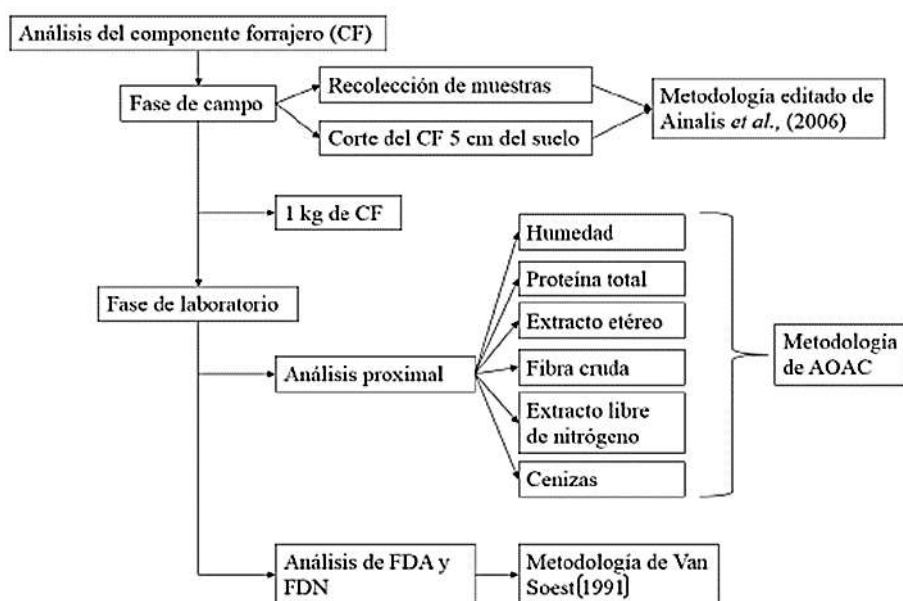 Análisis del componente forrajero (CF)
Fase de campo
Recolección de muestras
Corte del CF 5 cm del suelo
Metodología editado de
Ainalis et al., (2006)
1 kg de CF
Fase de laboratorio
Análisis proximal
Humedad
Proteína total
Extracto etéreo
Fibra cruda
Extracto libre
de nitrógeno
Cenizas
Metodología
de AOAC
Análisis de FDA y
FDN
Metodología de Van
Soest(1991)